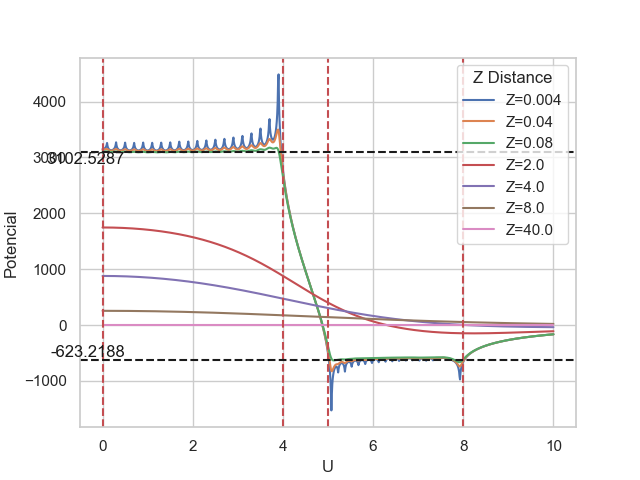 Z Distance
Z=0.004
Z=0.04
Z=0.08
Z=2.0
Z=4.0
Z=8.0
Z=40.0
4000
3000
2000
1000
0
−1000
3102.5287
-623.2188
Potencial
0 2 4 6 8 10
U